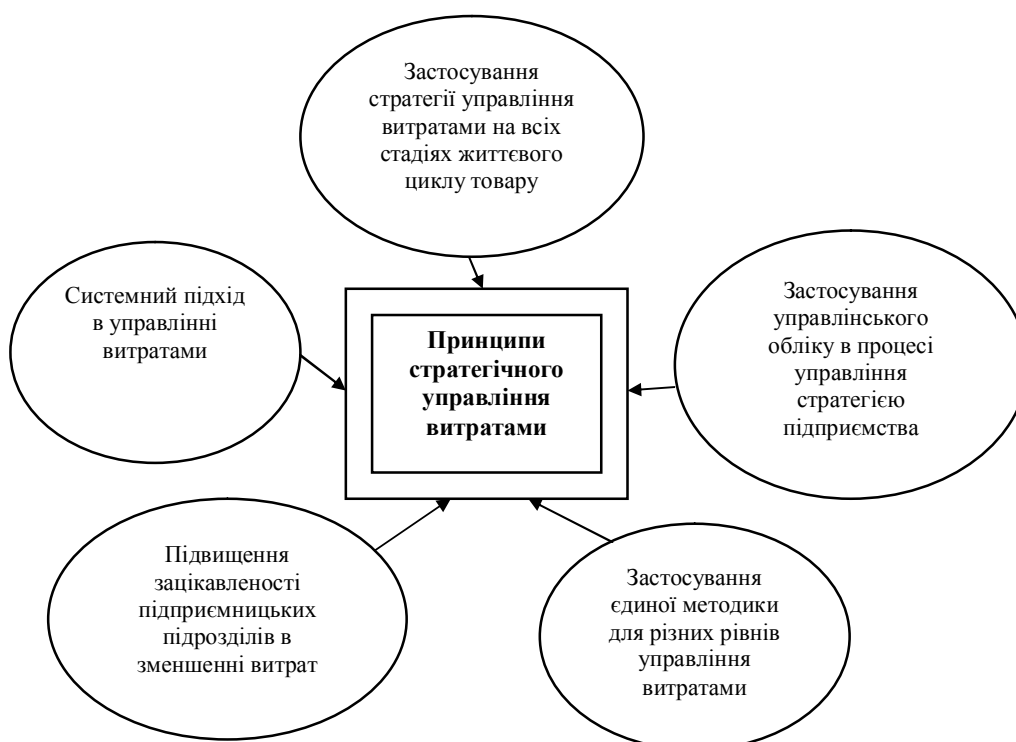 Застосування
стратегії управління
витратами на всіх
стадіях життєвого
циклу товару
Системний підхід
в управлінні
витратами
Принципи
стратегічного
управління
витратами
Застосування
управлінського
обліку в процесі
управління
стратегією
підприємства
Підвищення
зацікавленості
підприємницьких
підрозділів в
зменшенні витрат
Застосування
єдиної методики
для різних рівнів
управління
витратами